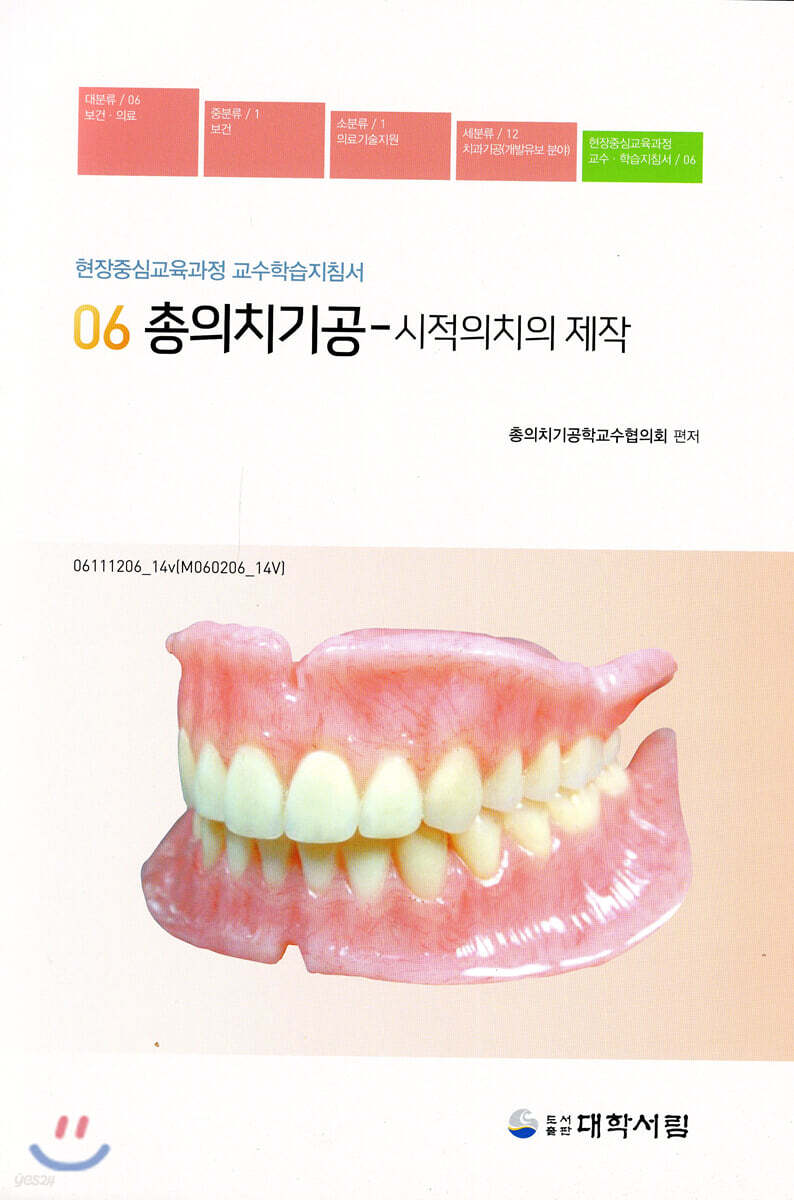 대분류 / 06
보건 · 의료
중분류 / 1
보건
소분류 / 1
의료기술지원
세분류 / 12
치과기공(개발유보 분야)
현장중심교육과정
교수 · 학습지침서 / 06
현장중심교육과정 교수학습지침서
06 총의치기공-시적의치의 제작
총의치기공학교수협의회 편저
06111206_14v(M060206_14V)
도서
출판 대학서림
yes24